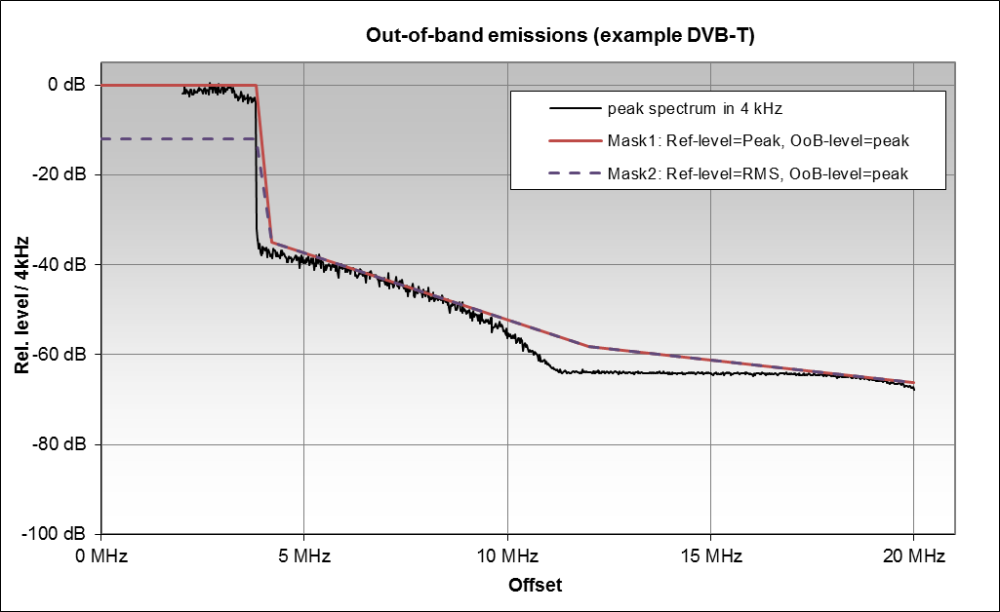 Out-of-band emissions (example DVB-T)
0 dB
-20 dB
-40 dB
-60 dB
-80 dB
-100 dB
Rel. level / 4kHz
peak spectrum in 4 kHz
Mask1: Ref-level=Peak, OoB-level=peak
Mask2: Ref-level=RMS, OoB-level=peak
0 MHz
5 MHz
10 MHz
15 MHz
20 MHz
Offset